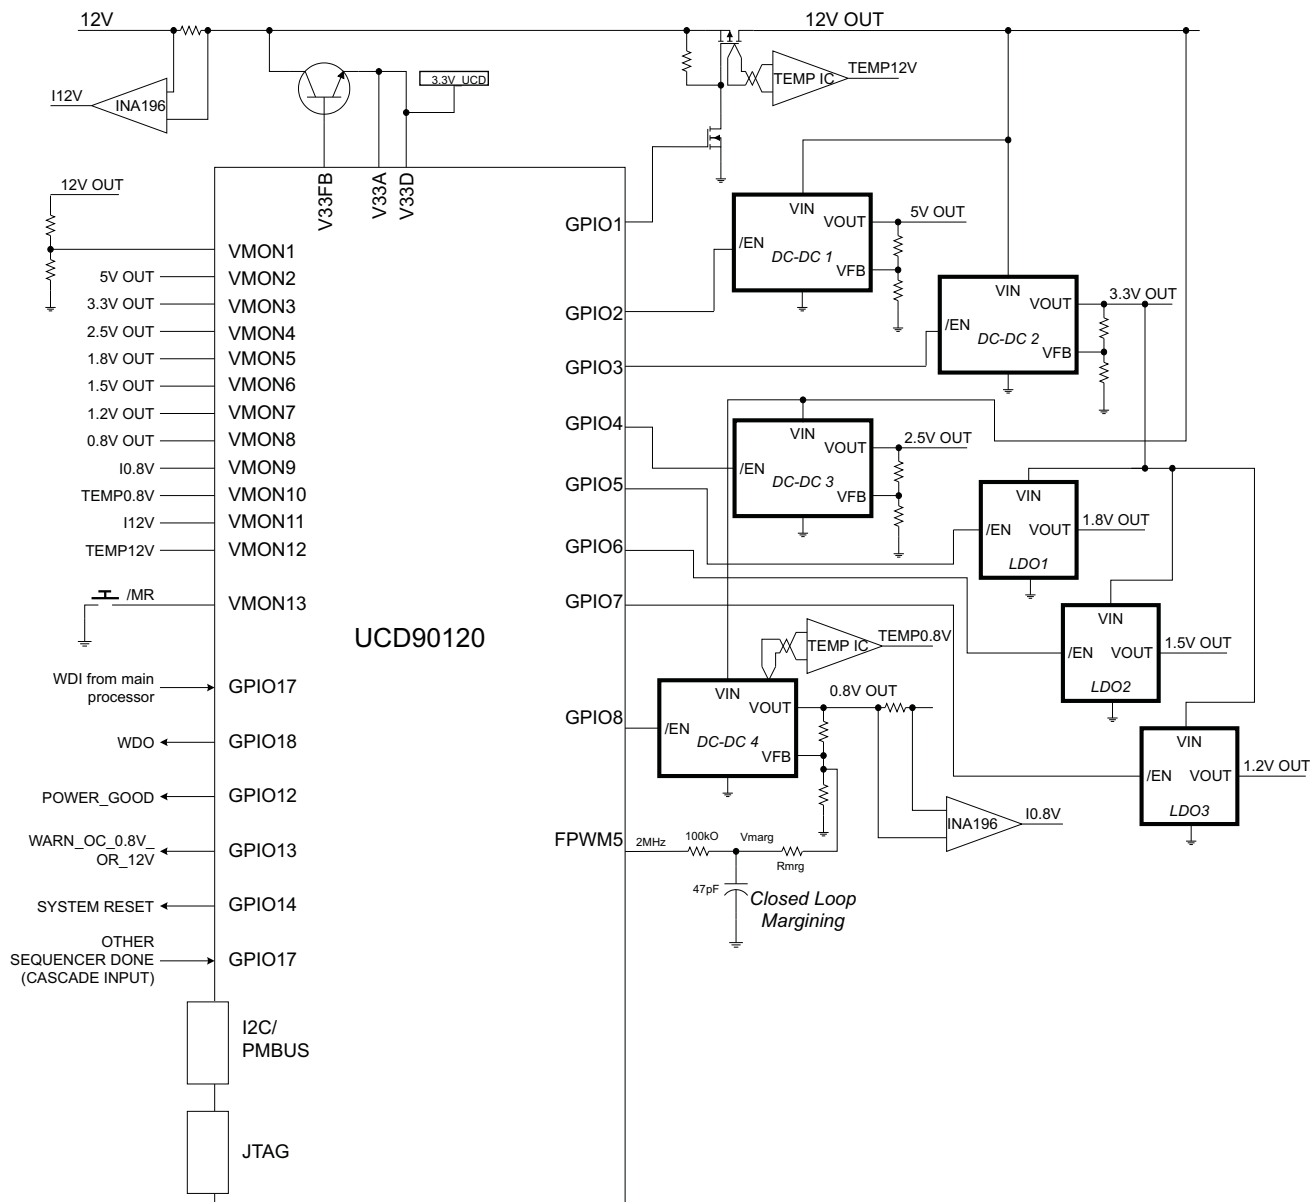 12V
12V OUT
I12V
INA196
3.3V_UCD
TEMP IC
TEMP12V
12V OUT
V33FB
V33A
V33D
VMON1
5V OUT
VMON2
3.3V OUT
VMON3
2.5V OUT
VMON4
1.8V OUT
VMON5
1.5V OUT
VMON6
1.2V OUT
VMON7
0.8V OUT
VMON8
I0.8V
VMON9
TEMP0.8V
VMON10
I12V
VMON11
TEMP12V
VMON12
/MR
VMON13
UCD90120
WDI from main
processor
GPIO17
WDO
GPIO18
POWER_GOOD
GPIO12
WARN_OC_0.8V_
OR_12V
GPIO13
SYSTEM RESET
GPIO14
OTHER
SEQUENCER DONE
(CASCADE INPUT)
GPIO17
I2C/
PMBUS
JTAG
GPIO1
GPIO2
GPIO3
GPIO4
GPIO5
GPIO6
GPIO7
GPIO8
FPWM5
VIN
VOUT
/EN
DC-DC 1
VFB
5V OUT
VIN
VOUT
/EN
DC-DC 2
VFB
3.3V OUT
VIN
VOUT
/EN
DC-DC 3
VFB
2.5V OUT
VIN
/EN
VOUT
LDO1
1.8V OUT
VIN
/EN
VOUT
LDO2
1.5V OUT
VIN
/EN
VOUT
LDO3
1.2V OUT
TEMP IC
TEMP0.8V
VIN
VOUT
/EN
DC-DC 4
VFB
0.8V OUT
INA196
I0.8V
2MHz
100kO
Vmarg
Rmrg
47pF
Closed Loop
Margining